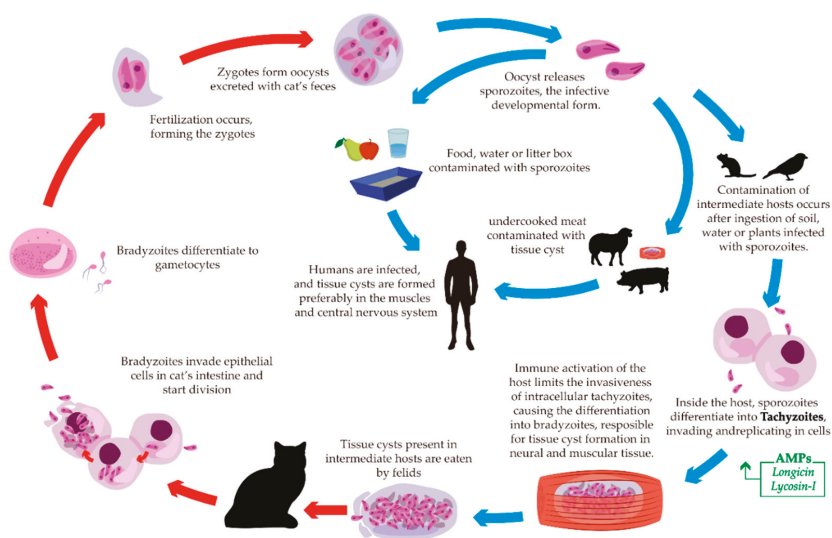 Zygotes form oocysts
excreted with cat's feces
Oocyst releases
sporozoites, the infective
developmental form.
Fertilization occurs,
forming the zygotes
Food, water or litter box
contaminated with sporozoites
Contamination of
intermediate hosts occurs
after ingestion of soil,
water or plants infected
with sporozoites.
undercooked meat
contaminated with
tissue cyst
Bradyzoites differentiate to
gametocytes
Humans are infected,
and tissue cysts are formed
preferably in the muscles
and central nervous system
Bradyzoites invade epithelial
cells in cat's intestine and
start division
Immune activation of the
host limits the invasiveness
of intracellular tachyzoites,
causing the differentiation
into bradyzoites, resposible
for tissue cyst formation in
neural and muscular tissue.
Inside the host, sporozoites
differentiate into Tachyzoites,
invading andreplicating in cells
Tissue cysts present in
intermediate hosts are eaten
by felids
AMPs
Longicin
Lycosin-I